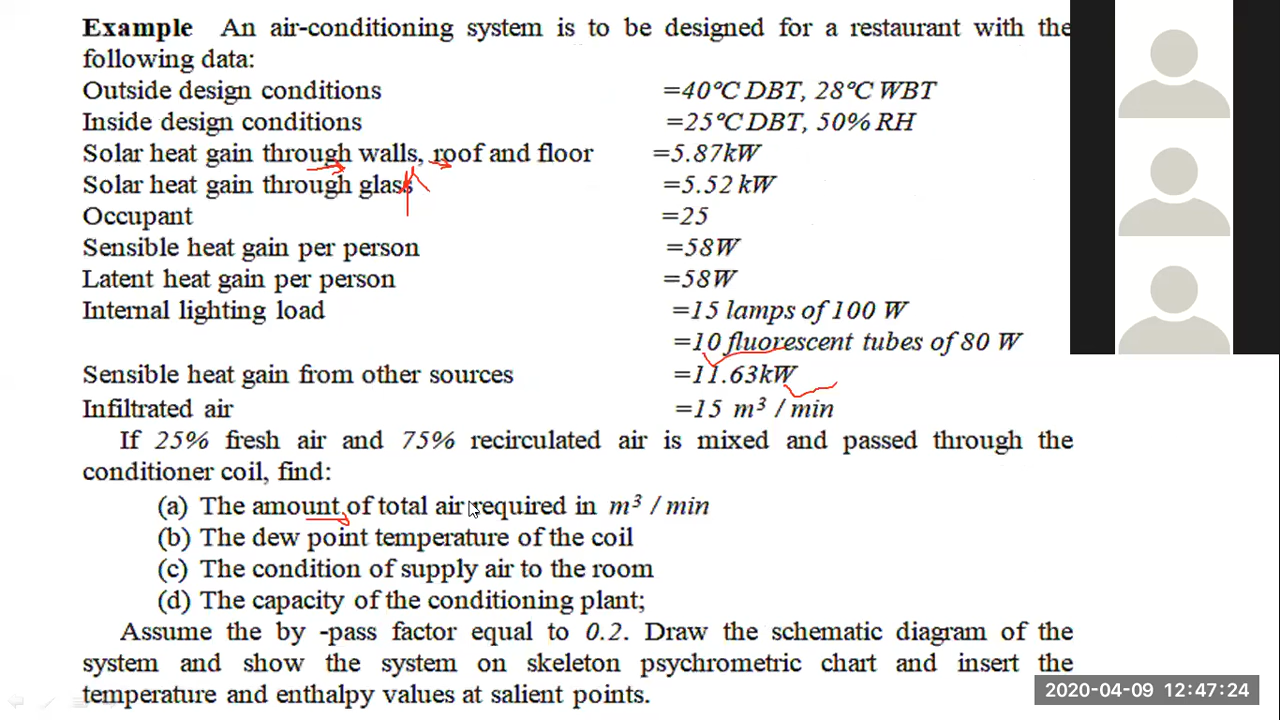 Example An air-conditioning system is to be designed for a restaurant with the
following data:
Outside design conditions =40°C DBT, 28°C WBT
Inside design conditions =25°C DBT, 50% RH
Solar heat gain through walls, roof and floor =5.87kW
Solar heat gain through glass =5.52 kW
Occupant =25
Sensible heat gain per person =58W
Latent heat gain per person =58W
Internal lighting load =15 lamps of 100 W
=10 fluorescent tubes of 80 W
Sensible heat gain from other sources =11.63kW
Infiltrated air =15 m³ / min
If 25% fresh air and 75% recirculated air is mixed and passed through the
conditioner coil, find:
(a) The amount of total air required in m³ / min
(b) The dew point temperature of the coil
(c) The condition of supply air to the room
(d) The capacity of the conditioning plant;
Assume the by -pass factor equal to 0.2. Draw the schematic diagram of the
system and show the system on skeleton psychrometric chart and insert the
temperature and enthalpy values at salient points.
2020-04-09 12:47:24